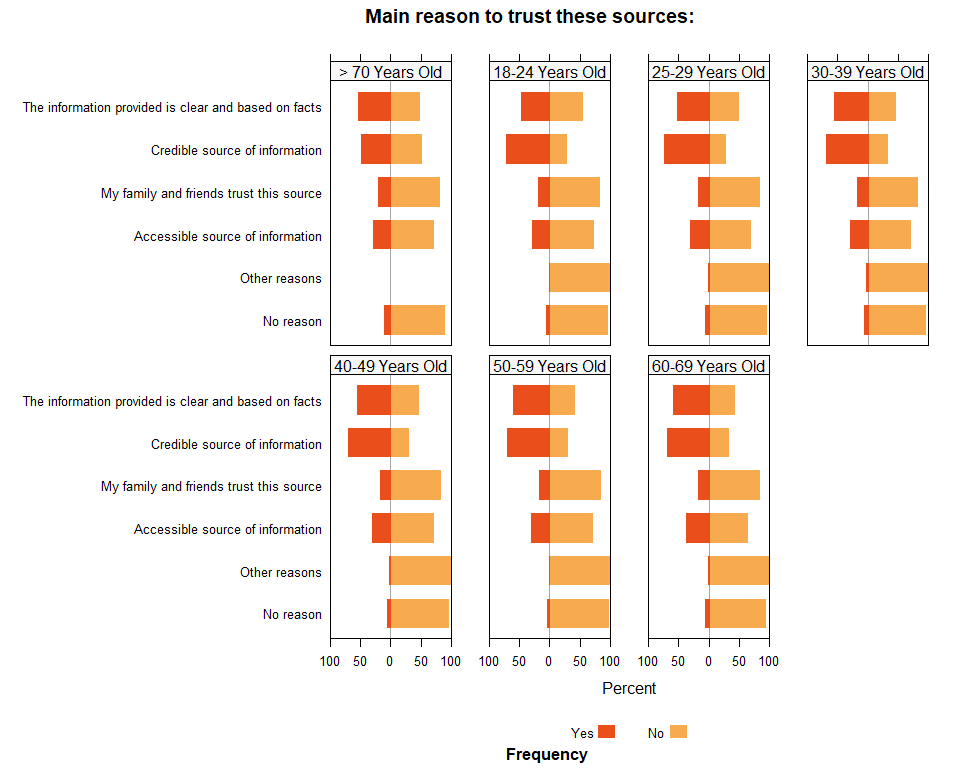 Main reason to trust these sources:
> 70 Years Old
18-24 Years Old
25-29 Years Old
30-39 Years Old
The information provided is clear and based on facts
Credible source of information
My family and friends trust this source
Accessible source of information
Other reasons
No reason
40-49 Years Old
50-59 Years Old
60-69 Years Old
The information provided is clear and based on facts
Credible source of information
My family and friends trust this source
Accessible source of information
Other reasons
No reason
100 50 0 50 100
100 50 0 50 100
100 50 0 50 100
Percent
Yes No
Frequency